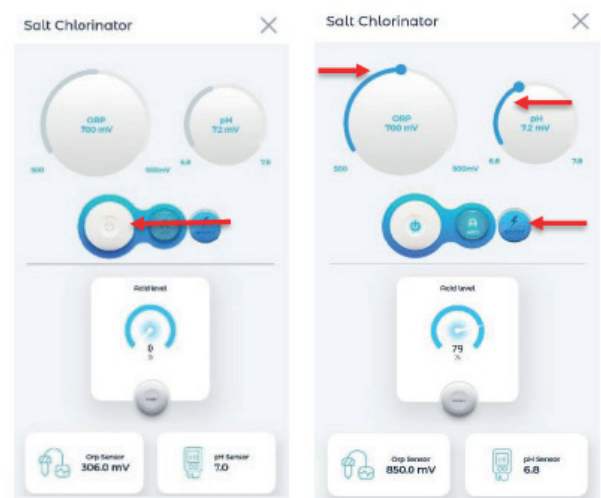 Salt Chlorinator
ORP
700 mV
pH
7.2 mV
500
900mV
6.8
7.8
Acid level
0
%
Orp Sensor
306.0 mV
pH Sensor
7.0
Salt Chlorinator
ORP
700 mV
pH
7.2 mV
500
900mV
6.8
7.8
Acid level
79
%
Orp Sensor
850.0 mV
pH Sensor
6.8